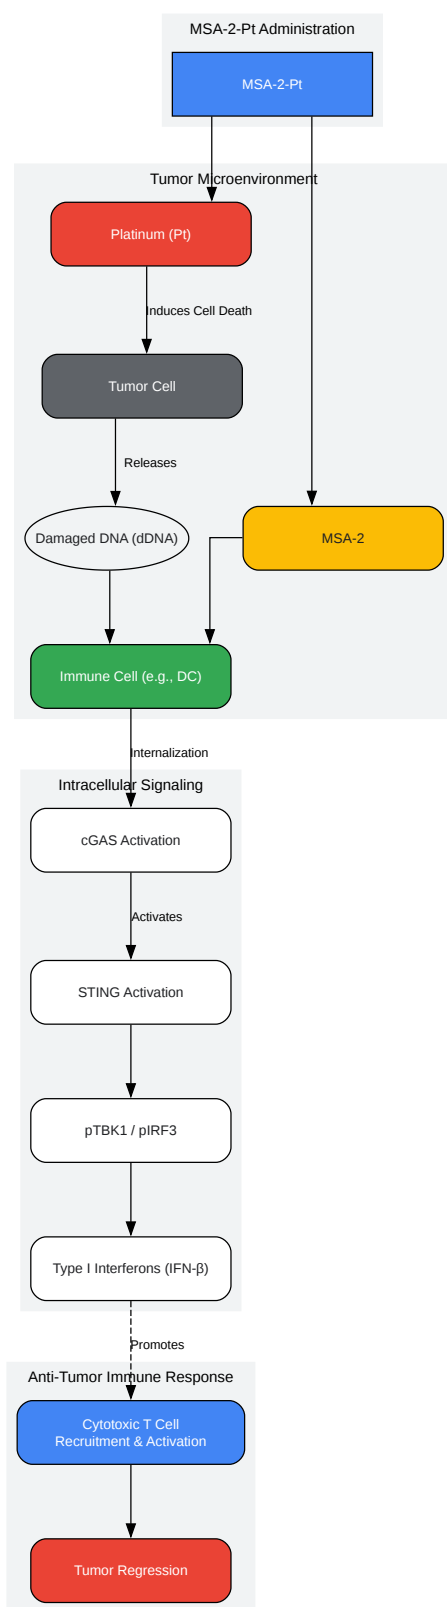 MSA-2-Pt Administration
MSA-2-Pt
Tumor Microenvironment
Platinum (Pt)
Induces Cell Death
Tumor Cell
Releases
Damaged DNA (dDNA)
MSA-2
Immune Cell (e.g., DC)
Internalization
Intracellular Signaling
cGAS Activation
Activates
STING Activation
pTBK1 / pIRF3
Type I Interferons (IFN-β)
Promotes
Anti-Tumor Immune Response
Cytotoxic T Cell
Recruitment & Activation
Tumor Regression